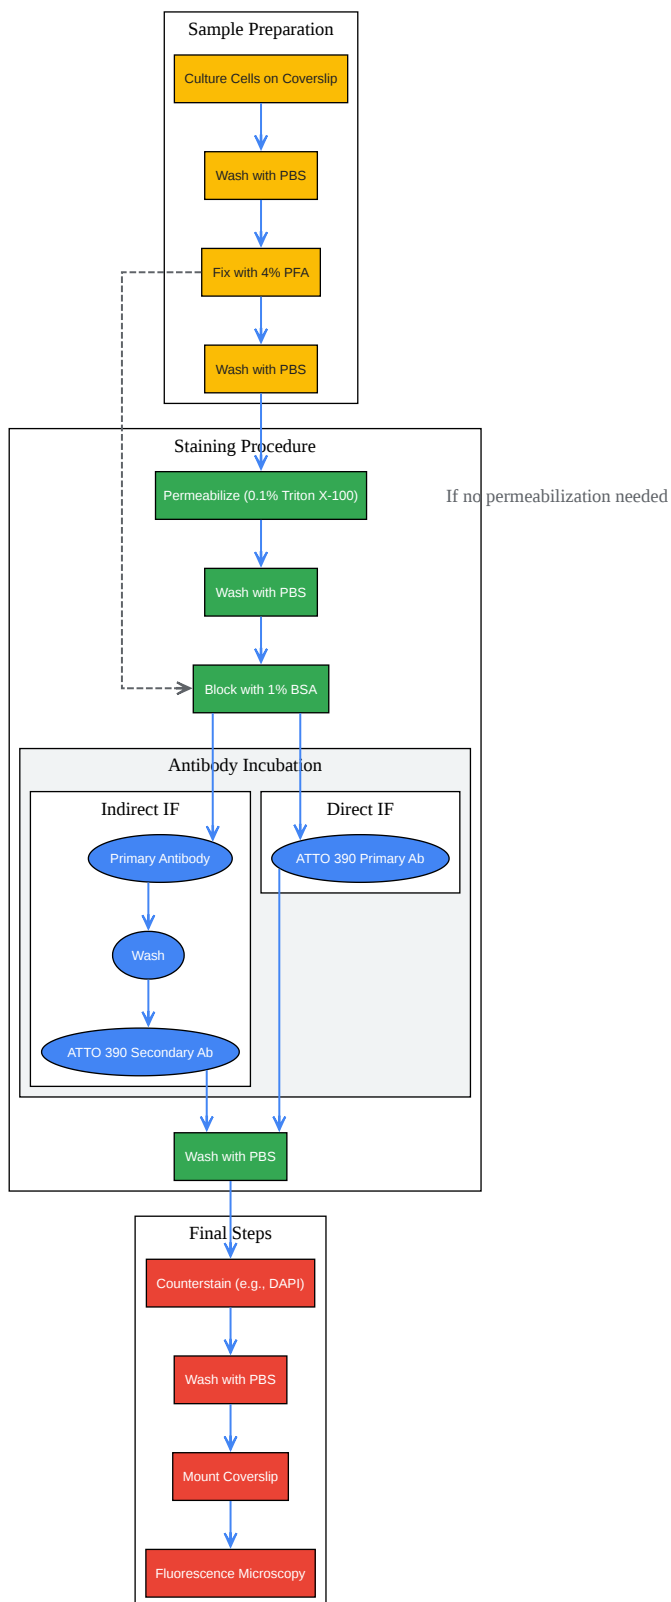 Sample Preparation
Culture Cells on Coverslip
Wash with PBS
Fix with 4% PFA
Wash with PBS
Staining Procedure
Permeabilize (0.1% Triton X-100)
If no permeabilization needed
Wash with PBS
Block with 1% BSA
Antibody Incubation
Indirect IF
Direct IF
Primary Antibody
ATTO 390 Primary Ab
Wash
ATTO 390 Secondary Ab
Wash with PBS
Final Steps
Counterstain (e.g., DAPI)
Wash with PBS
Mount Coverslip
Fluorescence Microscopy